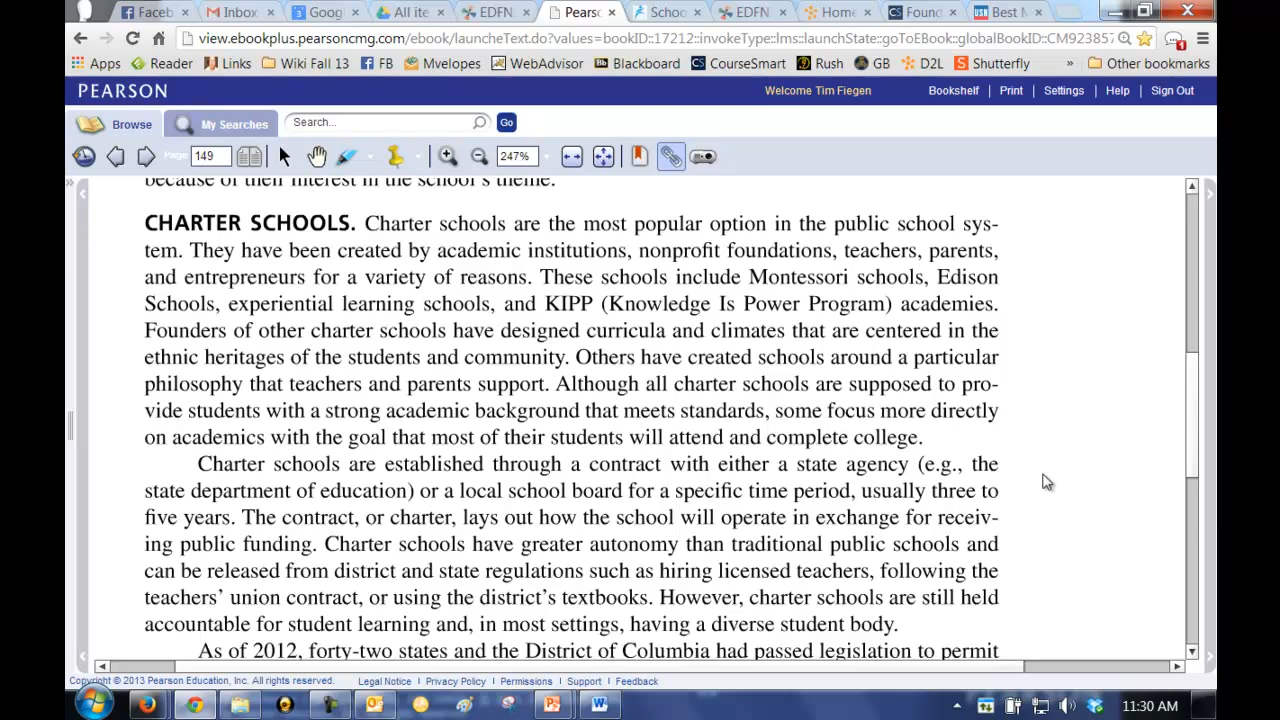 Faceb
Inbox
Goog
All ite
EDFN
Pearso
Schoo
EDFN
Home
Found
Best M
view.ebookplus.pearsoncmg.com/ebook/launcheText.do?values=bookID::17212::invokeType::lms::launchState::goToEBook::globalBookID::CM923857
Apps
Reader
Links
Wiki Fall 13
FB
Mvelopes
WebAdvisor
Blackboard
CourseSmart
Rush
GB
D2L
Shutterfly
»
Other bookmarks
PEARSON
Welcome Tim Fiegen
Bookshelf | Print | Settings | Help | Sign Out
Browse
My Searches
Search...
Go
Page 149
247%
because of their interest in the school's theme.
CHARTER SCHOOLS. Charter schools are the most popular option in the public school sys-
tem. They have been created by academic institutions, nonprofit foundations, teachers, parents,
and entrepreneurs for a variety of reasons. These schools include Montessori schools, Edison
Schools, experiential learning schools, and KIPP (Knowledge Is Power Program) academies.
Founders of other charter schools have designed curricula and climates that are centered in the
ethnic heritages of the students and community. Others have created schools around a particular
philosophy that teachers and parents support. Although all charter schools are supposed to pro-
vide students with a strong academic background that meets standards, some focus more directly
on academics with the goal that most of their students will attend and complete college.
Charter schools are established through a contract with either a state agency (e.g., the
state department of education) or a local school board for a specific time period, usually three to
five years. The contract, or charter, lays out how the school will operate in exchange for receiv-
ing public funding. Charter schools have greater autonomy than traditional public schools and
can be released from district and state regulations such as hiring licensed teachers, following the
teachers' union contract, or using the district's textbooks. However, charter schools are still held
accountable for student learning and, in most settings, having a diverse student body.
As of 2012, forty-two states and the District of Columbia had passed legislation to permit
Copyright © 2013 Pearson Education, Inc. All rights reserved.
Legal Notice | Privacy Policy | Permissions | Support | Feedback
11:30 AM